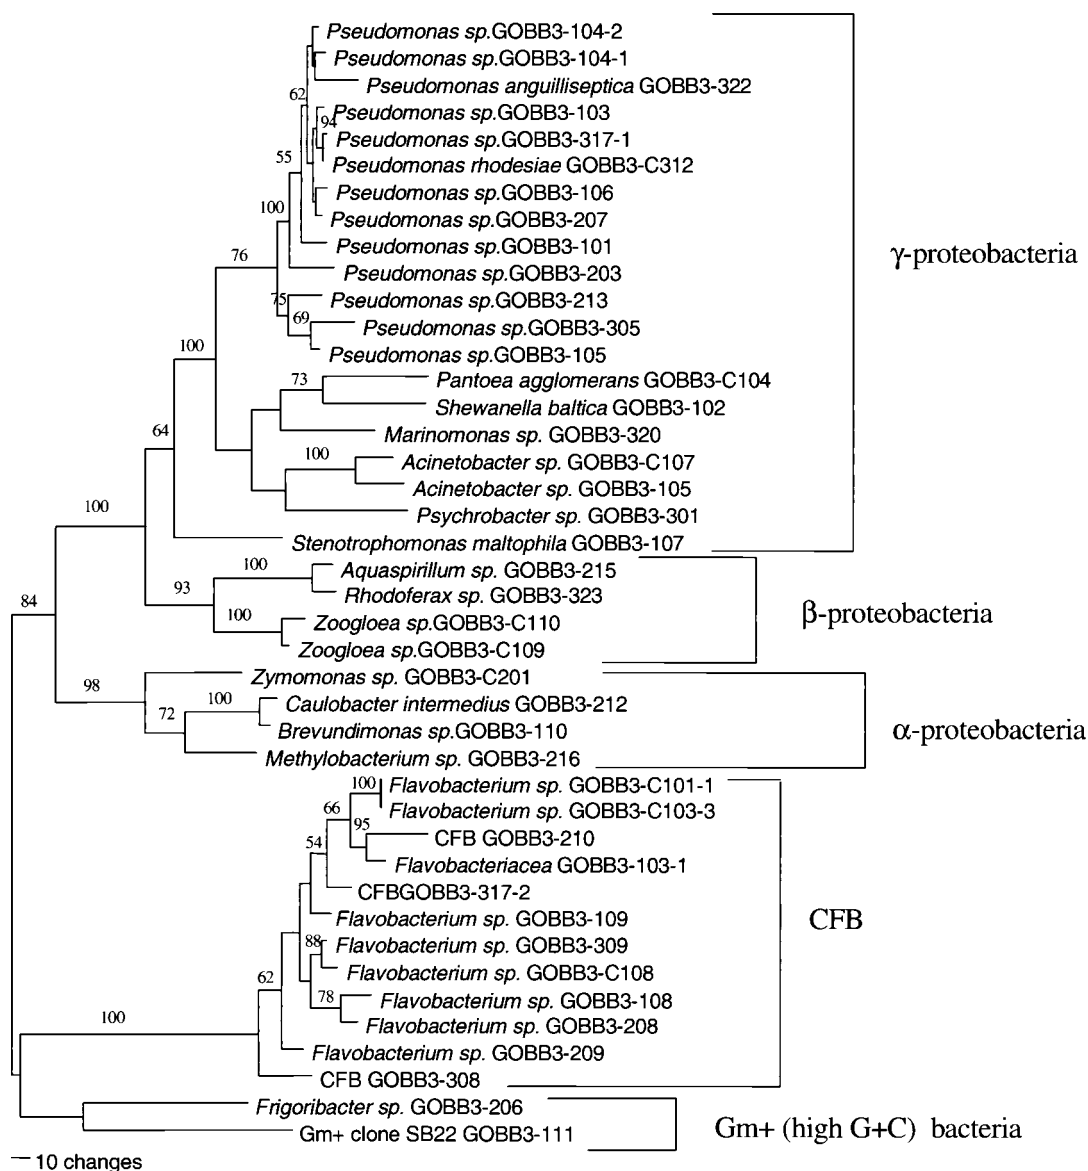 Pseudomonas sp.GOBB3-104-2
Pseudomonas sp.GOBB3-104-1
Pseudomonas anguilliseptica GOBB3-322
62
Pseudomonas sp.GOBB3-103
94
Pseudomonas sp.GOBB3-317-1
55
Pseudomonas rhodesiae GOBB3-C312
Pseudomonas sp.GOBB3-106
100
Pseudomonas sp.GOBB3-207
Pseudomonas sp.GOBB3-101
76
γ-proteobacteria
Pseudomonas sp.GOBB3-203
75
Pseudomonas sp.GOBB3-213
69
Pseudomonas sp.GOBB3-305
100
Pseudomonas sp.GOBB3-105
73
Pantoea agglomerans GOBB3-C104
Shewanella baltica GOBB3-102
64
Marinomonas sp. GOBB3-320
100
Acinetobacter sp. GOBB3-C107
Acinetobacter sp. GOBB3-105
100
Psychrobacter sp. GOBB3-301
Stenotrophomonas maltophila GOBB3-107
100
Aquaspirillum sp. GOBB3-215
93
Rhodoferax sp. GOBB3-323
84
100
Zoogloea sp.GOBB3-C110
β-proteobacteria
Zoogloea sp.GOBB3-C109
Zymomonas sp. GOBB3-C201
98
100
Caulobacter intermedius GOBB3-212
72
Brevundimonas sp.GOBB3-110
α-proteobacteria
Methylobacterium sp. GOBB3-216
100
Flavobacterium sp. GOBB3-C101-1
66
Flavobacterium sp. GOBB3-C103-3
95
CFB GOBB3-210
54
Flavobacteriacea GOBB3-103-1
CFBGOBB3-317-2
Flavobacterium sp. GOBB3-109
CFB
88
Flavobacterium sp. GOBB3-309
Flavobacterium sp. GOBB3-C108
62
78
Flavobacterium sp. GOBB3-108
100
Flavobacterium sp. GOBB3-208
Flavobacterium sp. GOBB3-209
CFB GOBB3-308
Frigoribacter sp. GOBB3-206
Gm+ clone SB22 GOBB3-111
Gm+ (high G+C) bacteria
10 changes